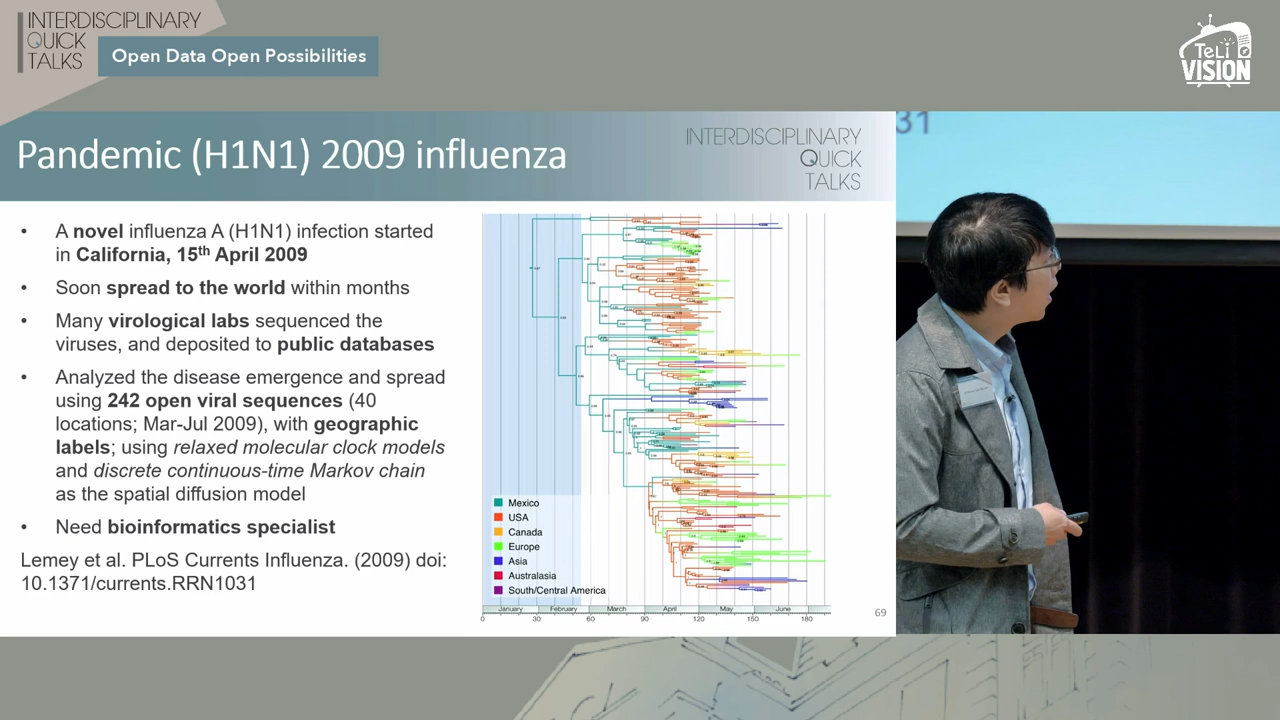 INTERDISCIPLINARY
QUICK
TALKS
Open Data Open Possibilities
TeLi
VISION
Pandemic (H1N1) 2009 influenza
INTERDISCIPLINARY
QUICK
TALKS
31
• A novel influenza A (H1N1) infection started
in California, 15th April 2009
• Soon spread to the world within months
• Many virological labs sequenced the
viruses, and deposited to public databases
• Analyzed the disease emergence and spread
using 242 open viral sequences (40
locations; Mar-Jul 2009), with geographic
labels; using relaxed molecular clock models
and discrete continuous-time Markov chain
as the spatial diffusion model
• Need bioinformatics specialist
Lemey et al. PLoS Currents Influenza. (2009) doi:
10.1371/currents.RRN1031
Mexico
USA
Canada
Europe
Asia
Australasia
South/Central America
January February March April May June
0 30 60 90 120 150 180
69